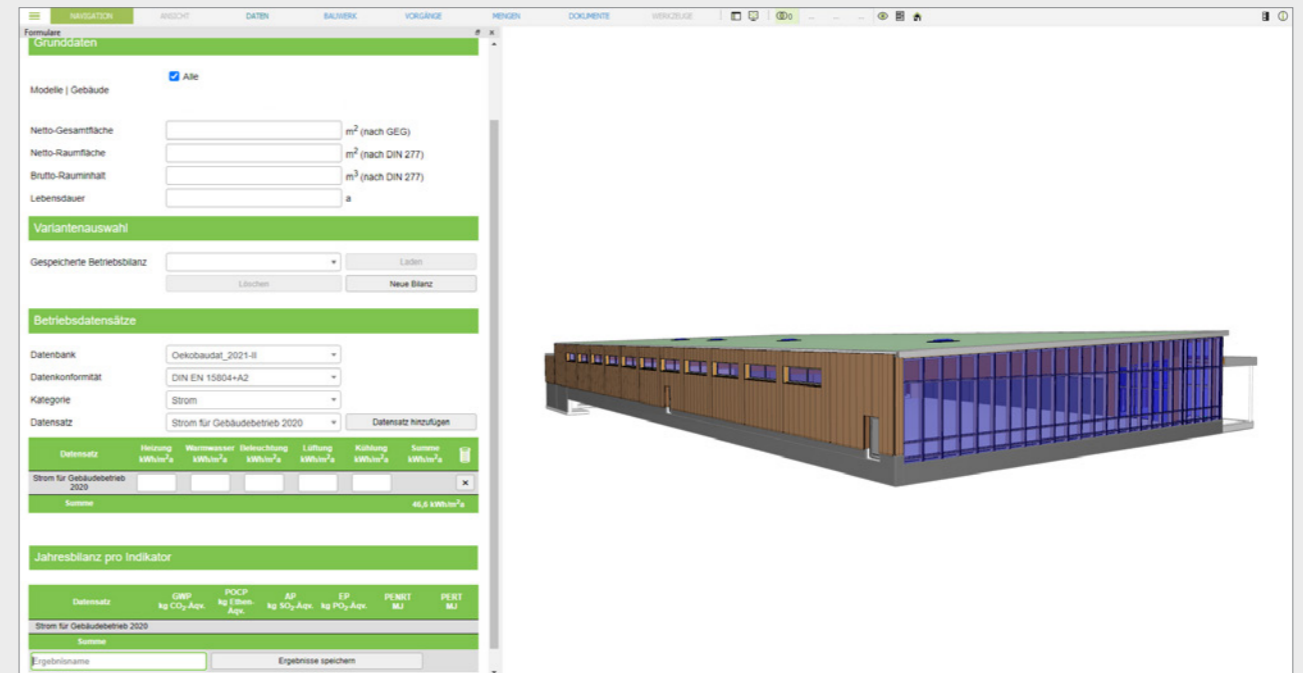 NAVIGATION ANSICHT DATEN BAUWERK VORGÄNGE MENGEN DOKUMENTE WERKZEUGE
Formulare
Grunddaten
Modelle | Gebäude Alle
Netto-Gesamtfläche m² (nach GEG)
Netto-Raumfläche m² (nach DIN 277)
Brutto-Rauminhalt m³ (nach DIN 277)
Lebensdauer a
Variantenauswahl
Gespeicherte Betriebsbilanz Laden
Löschen Neue Bilanz
Betriebsdatensätze
Datenbank Oekobaudat_2021-II
Datenkonformität DIN EN 15804+A2
Kategorie Strom
Datensatz Strom für Gebäudebetrieb 2020 Datensatz hinzufügen
Datensatz Heizung kWh/m²a Warmwasser kWh/m²a Beleuchtung kWh/m²a Lüftung kWh/m²a Kühlung kWh/m²a Summe kWh/m²a
Strom für Gebäudebetrieb
2020
Summe 46,6 kWh/m²a
Jahresbilanz pro Indikator
Datensatz GWP kg CO₂-Äqv. POCP kg Ethen-Äqv. AP kg SO₂-Äqv. EP kg PO₂-Äqv. PENRT MJ PERT MJ
Strom für Gebäudebetrieb 2020
Summe
Ergebnisname Ergebnisse speichern